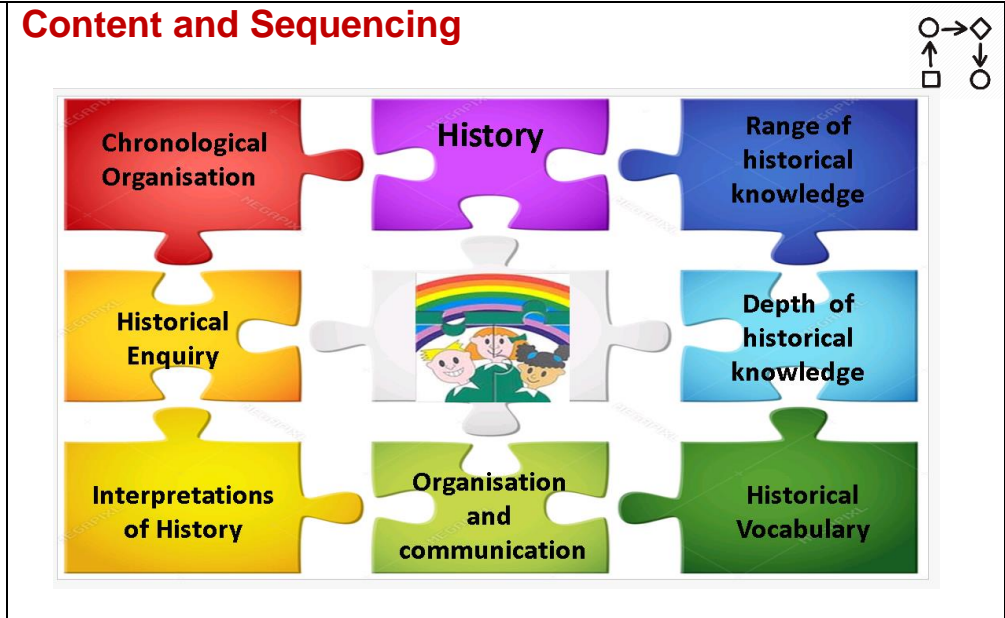 Content and Sequencing
Chronological
Organisation
History
Range of
historical
knowledge
Historical
Enquiry
Depth of
historical
knowledge
Interpretations
of History
Organisation
and
communication
Historical
Vocabulary